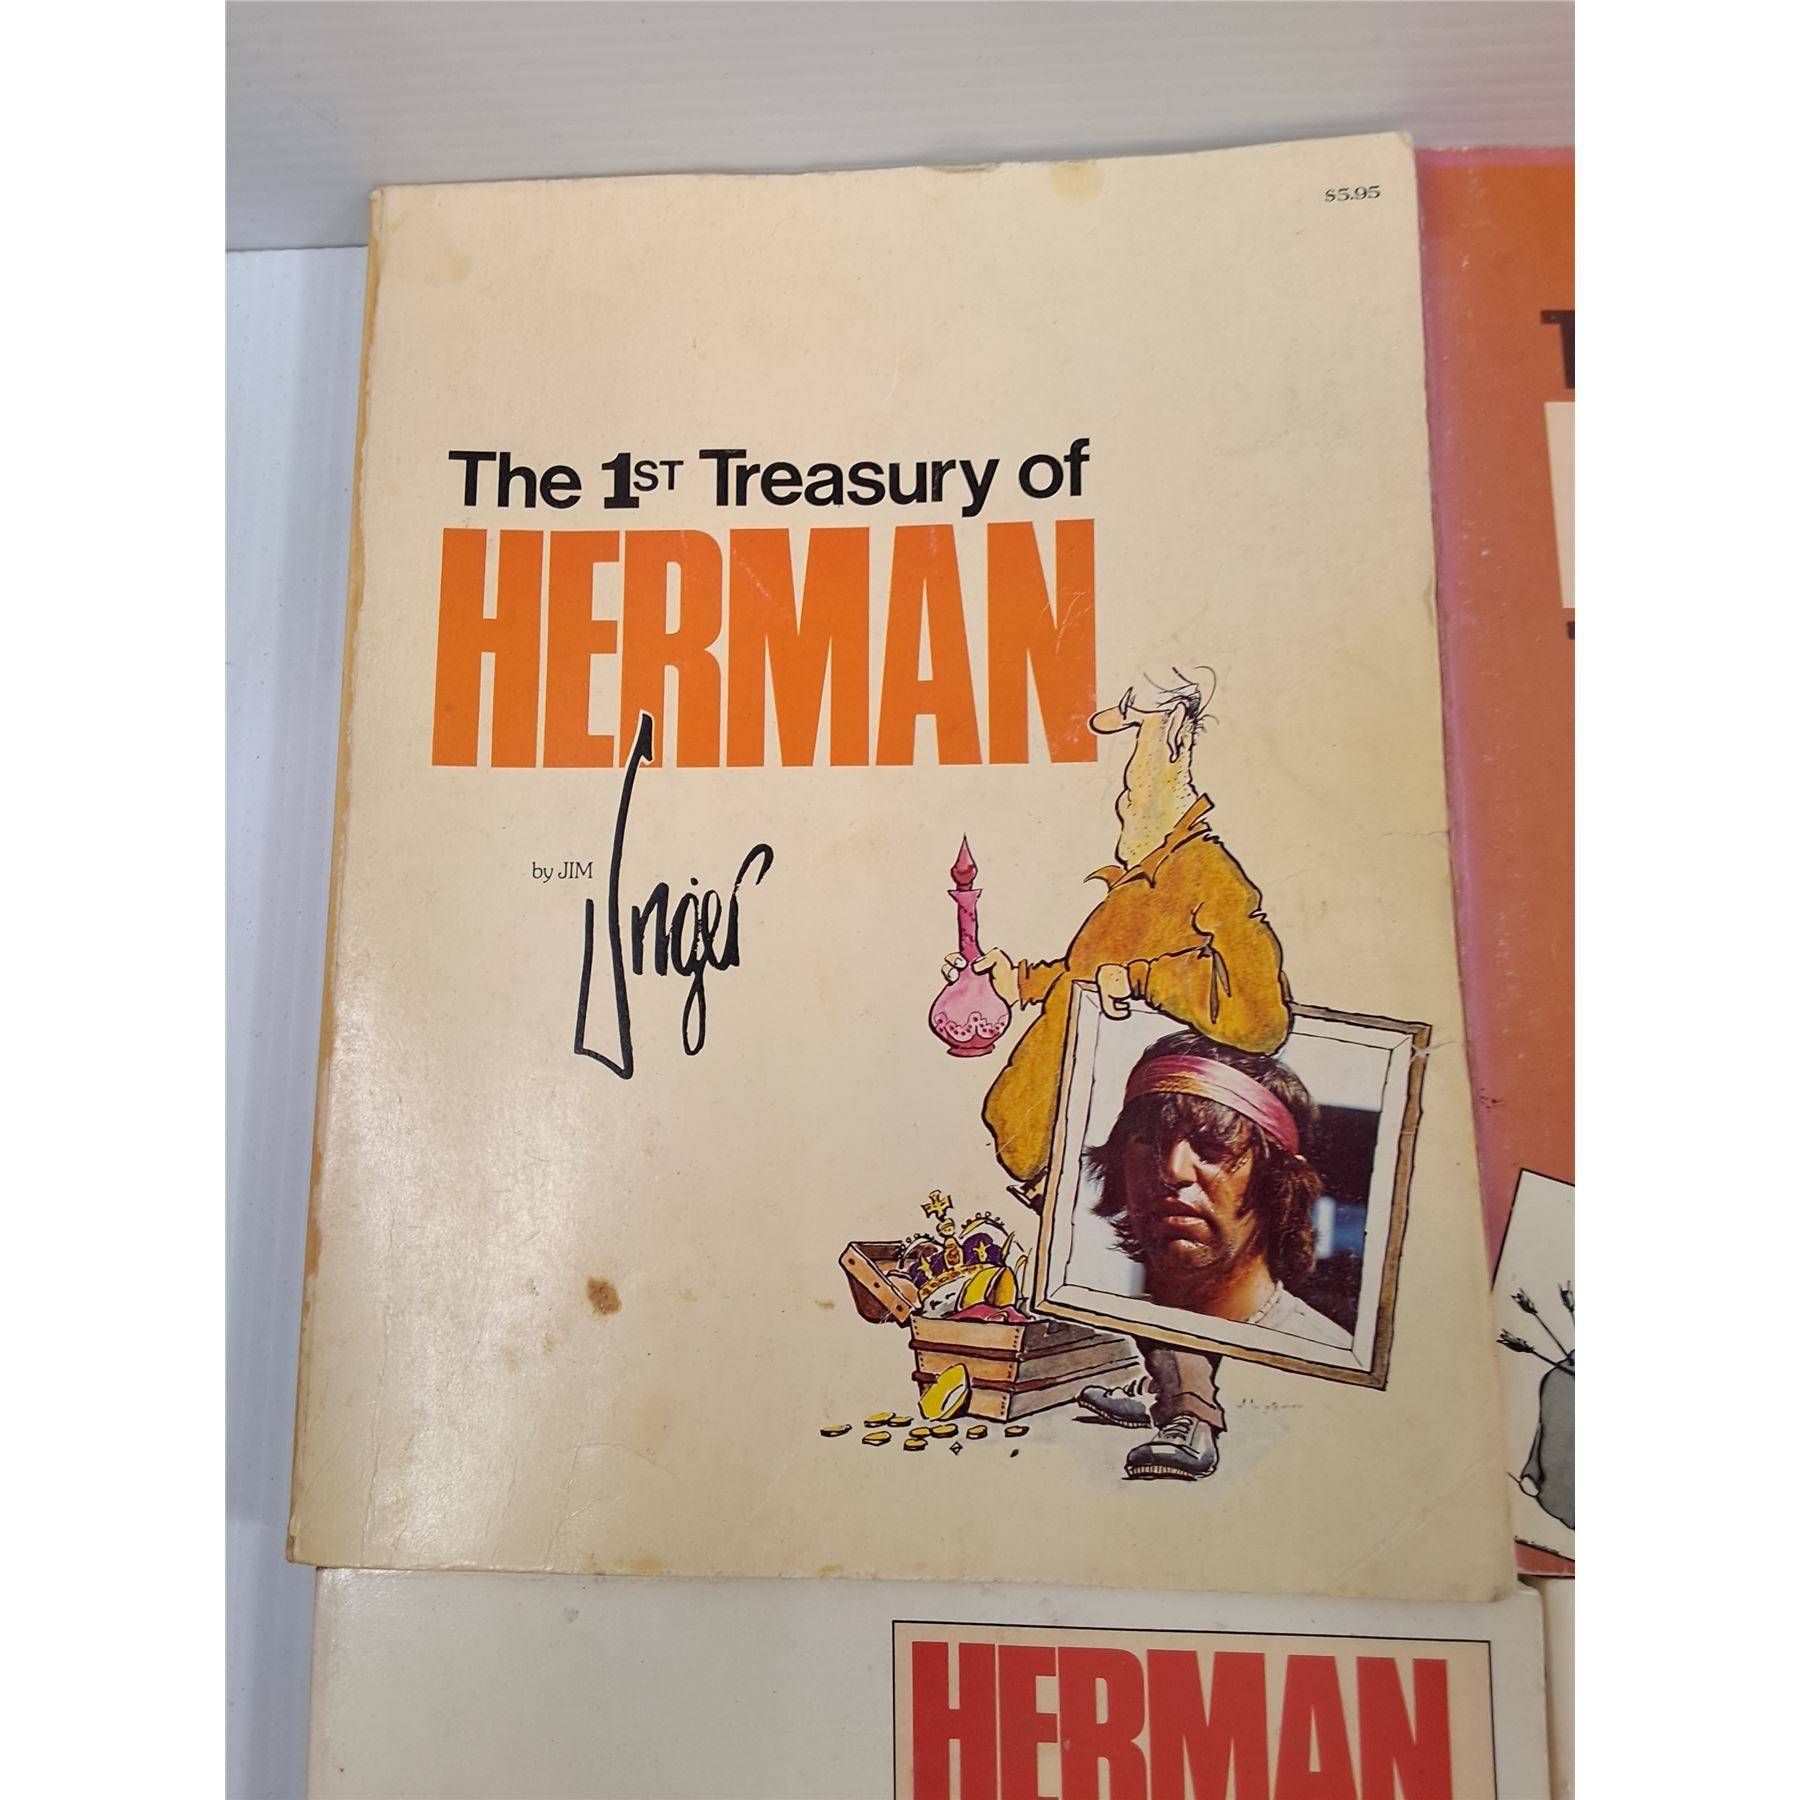 $5.95
The 1ST Treasury of
HERMAN
by JIM Unger
HERMAN